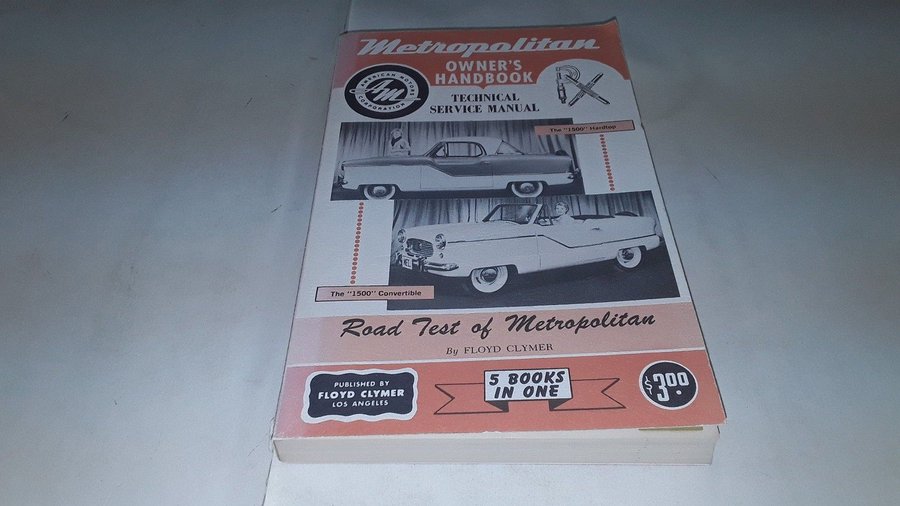 Metropolitan
OWNER'S
HANDBOOK
AMERICAN MOTORS
CORPORATION
AM
TECHNICAL
SERVICE MANUAL
The "1500" Hardtop
The "1500" Convertible
Road Test of Metropolitan
By FLOYD CLYMER
PUBLISHED BY
FLOYD CLYMER
LOS ANGELES
5 BOOKS
IN ONE
$3.00